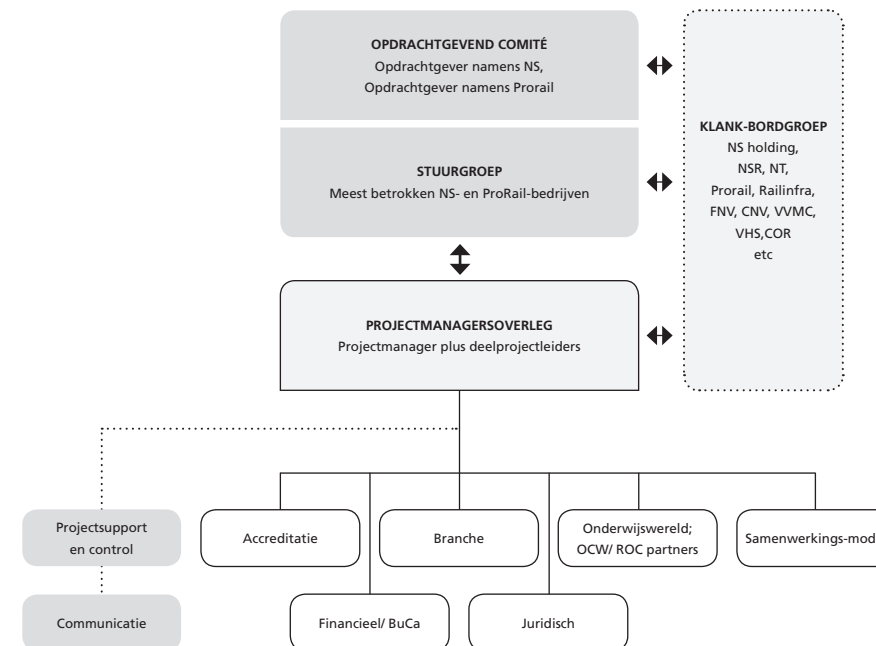 OPDRACHTGEVEND COMITÉ
Opdrachtgever namens NS,
Opdrachtgever namens Prorail
STUURGROEP
Meest betrokken NS- en ProRail-bedrijven
KLANK-BORDGROEP
NS holding,
NSR, NT,
Prorail, Railinfra,
FNV, CNV, VVMC,
VHS,COR
etc
PROJECTMANAGERSOVERLEG
Projectmanager plus deelprojectleiders
Projectsupport
en control
Accreditatie
Branche
Onderwijswereld;
OCW/ ROC partners
Samenwerkings-mod
Communicatie
Financieel/ BuCa
Juridisch